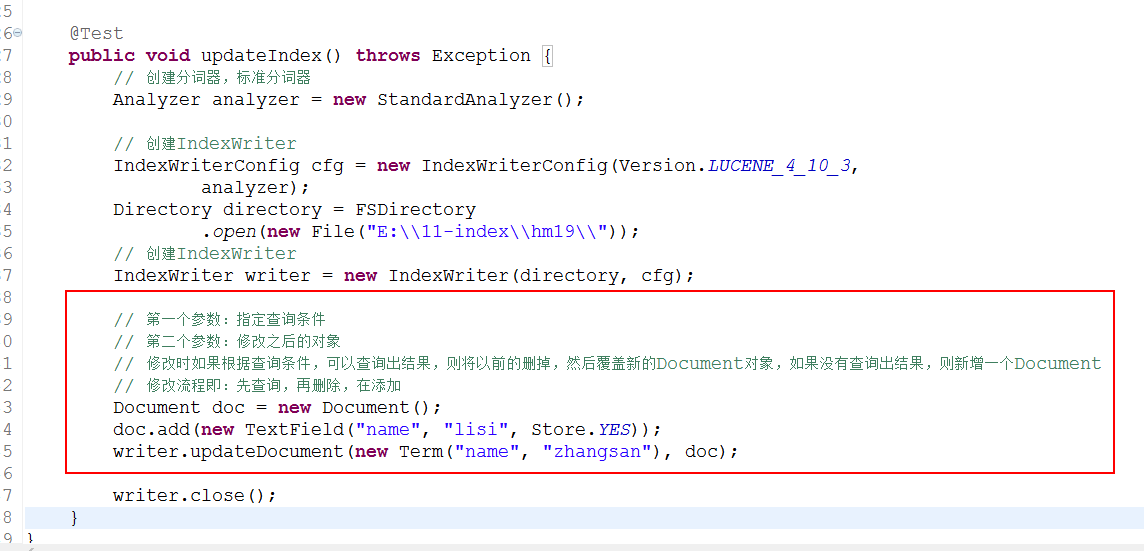 5
6 @Test
7 public void updateIndex() throws Exception {
8 // 创建分词器，标准分词器
9 Analyzer analyzer = new StandardAnalyzer();
0
1 // 创建IndexWriter
2 IndexWriterConfig cfg = new IndexWriterConfig(Version.LUCENE_4_10_3,
3 analyzer);
4 Directory directory = FSDirectory
5 .open(new File("E:\\11-index\\hm19\\"));
6 // 创建IndexWriter
7 IndexWriter writer = new IndexWriter(directory, cfg);
8
9 // 第一个参数：指定查询条件
0 // 第二个参数：修改之后的对象
1 // 修改时如果根据查询条件，可以查询出结果，则将以前的删掉，然后覆盖新的Document对象，如果没有查询出结果，则新增一个Document
2 // 修改流程即：先查询，再删除，在添加
3 Document doc = new Document();
4 doc.add(new TextField("name", "lisi", Store.YES));
5 writer.updateDocument(new Term("name", "zhangsan"), doc);
6
7 writer.close();
8 }
9 }